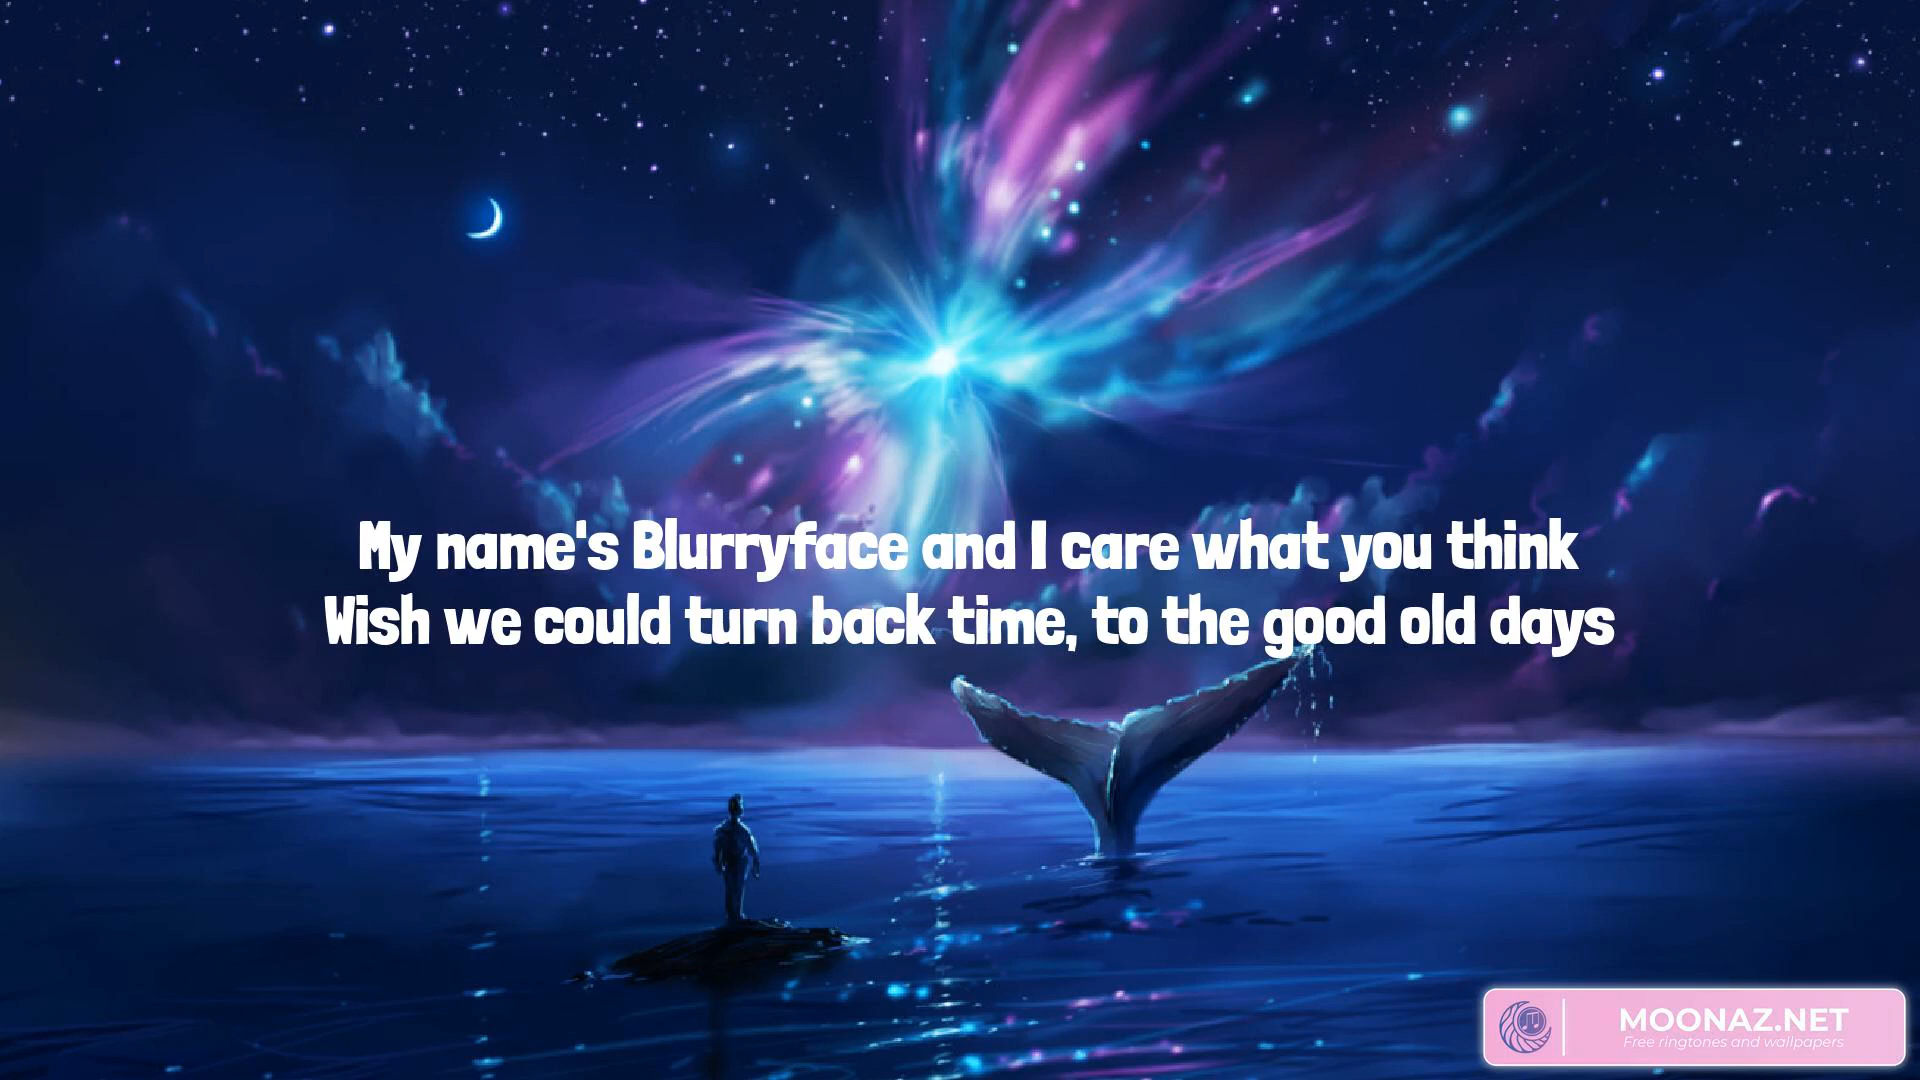 My name's Blurryface and I care what you think
Wish we could turn back time, to the good old days
MOONAZ.NET
Free ringtones and wallpapers